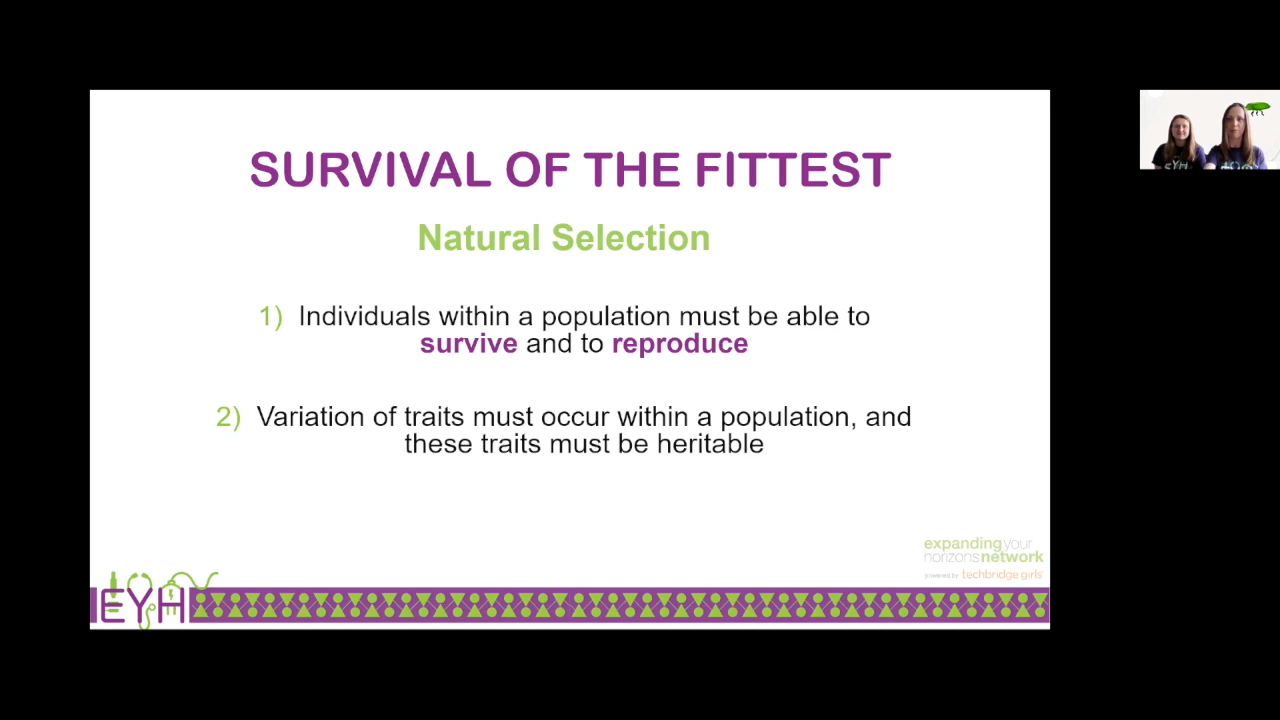 SURVIVAL OF THE FITTEST
Natural Selection
1) Individuals within a population must be able to
survive and to reproduce
2) Variation of traits must occur within a population, and
these traits must be heritable
expanding your
horizons network
powered by techbridge girls
EYH
EYH